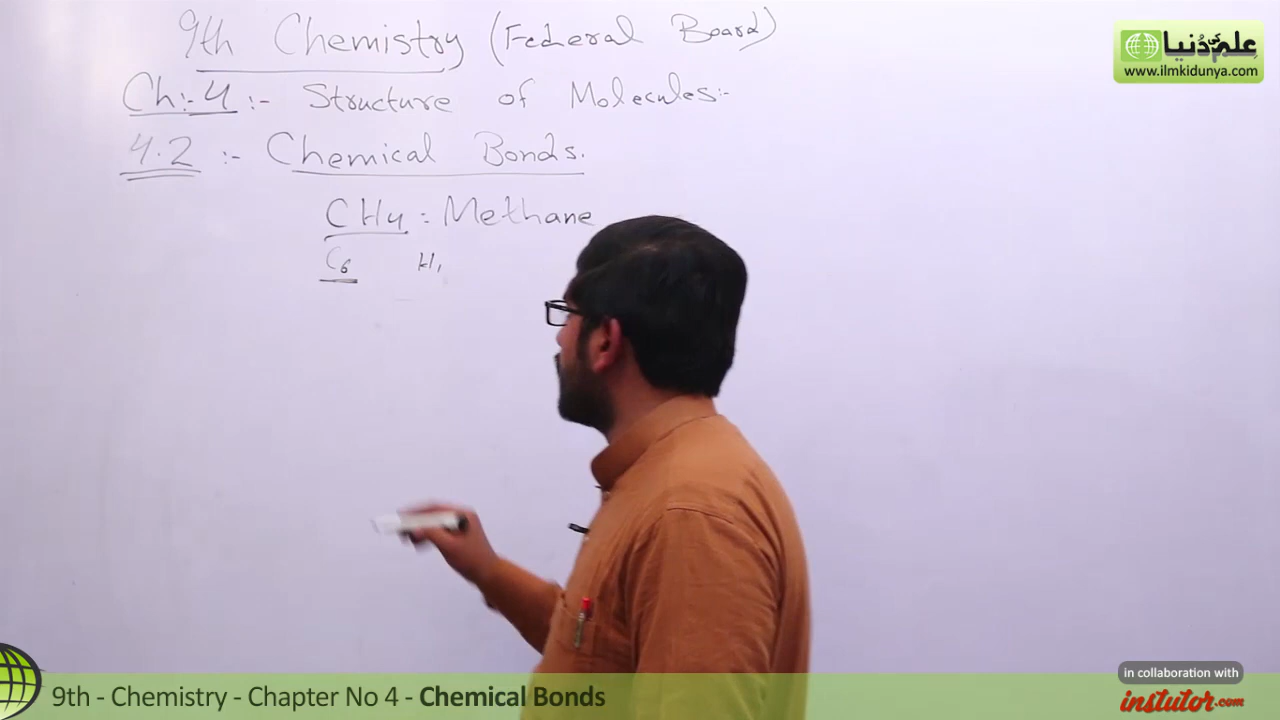 9th Chemistry (Federal Board)
Ch:-4 :- Structure of Molecules:-
4.2 :- Chemical Bonds.
CH4 = Methane
C6 H1
علم کی دُنیا
www.ilmkidunya.com
9th - Chemistry - Chapter No 4 - Chemical Bonds
in collaboration with
instutor.com